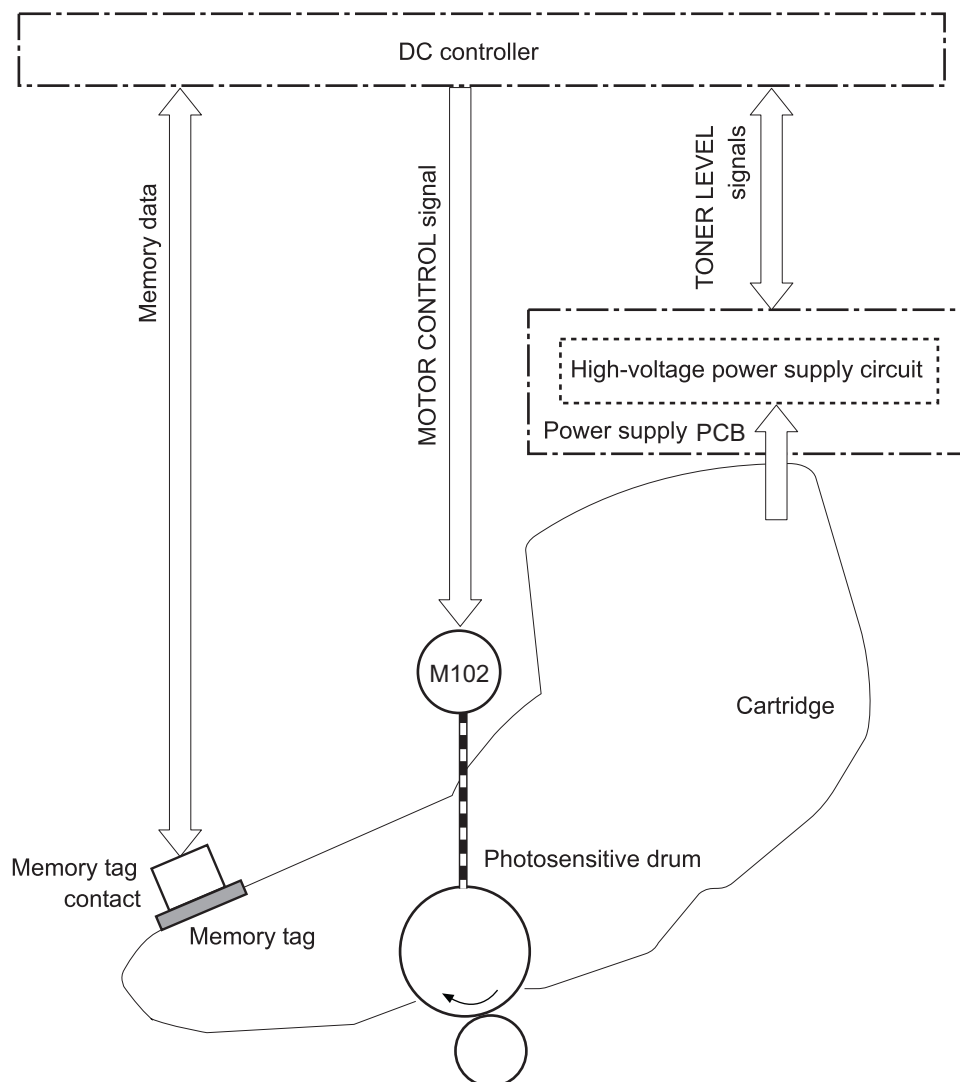 DC controller
Memory data
MOTOR CONTROL signal
TONER LEVEL
signals
High-voltage power supply circuit
Power supply PCB
M102
Cartridge
Photosensitive drum
Memory tag
contact
Memory tag